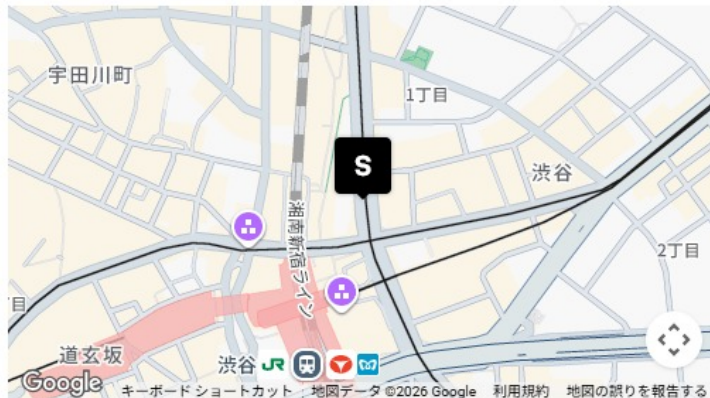 宇田川町
1丁目
S
渋谷
湘南新宿ライン
2丁目
丁目
道玄坂
渋谷 JR
Google
キーボード ショートカット
地図データ ©2026 Google
利用規約
地図の誤りを報告する